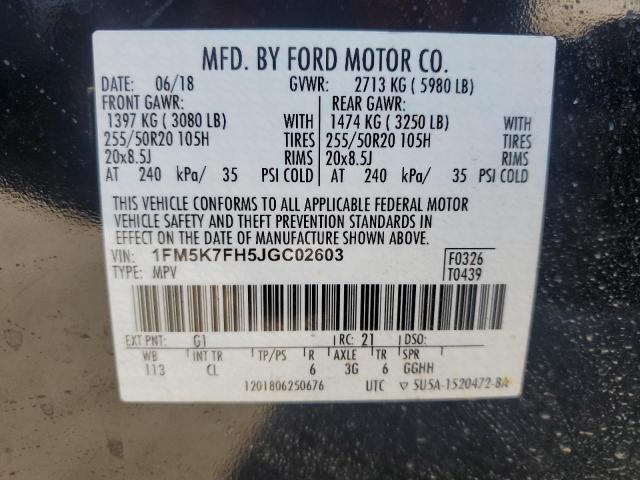 MFD. BY FORD MOTOR CO.
DATE: 06/18 GVWR: 2713 KG ( 5980 LB)
FRONT GAWR: REAR GAWR:
1397 KG ( 3080 LB) WITH 1474 KG ( 3250 LB) WITH
255/50R20 105H TIRES 255/50R20 105H TIRES
20x8.5J RIMS 20x8.5J RIMS
AT 240 kPa/ 35 PSI COLD AT 240 kPa/ 35 PSI COLD
THIS VEHICLE CONFORMS TO ALL APPLICABLE FEDERAL MOTOR
VEHICLE SAFETY AND THEFT PREVENTION STANDARDS IN
EFFECT ON THE DATE OF MANUFACTURE SHOWN ABOVE.
VIN: 1FM5K7FH5JGC02603 F0326
TYPE: MPV T0439
EXT PNT: G1 RC: 21 DSO:
WB INT TR TP/PS R AXLE TR SPR
113 CL 6 3G 6 GGHH
1201806250676 UTC ▽ 5U5A-1520472-BA